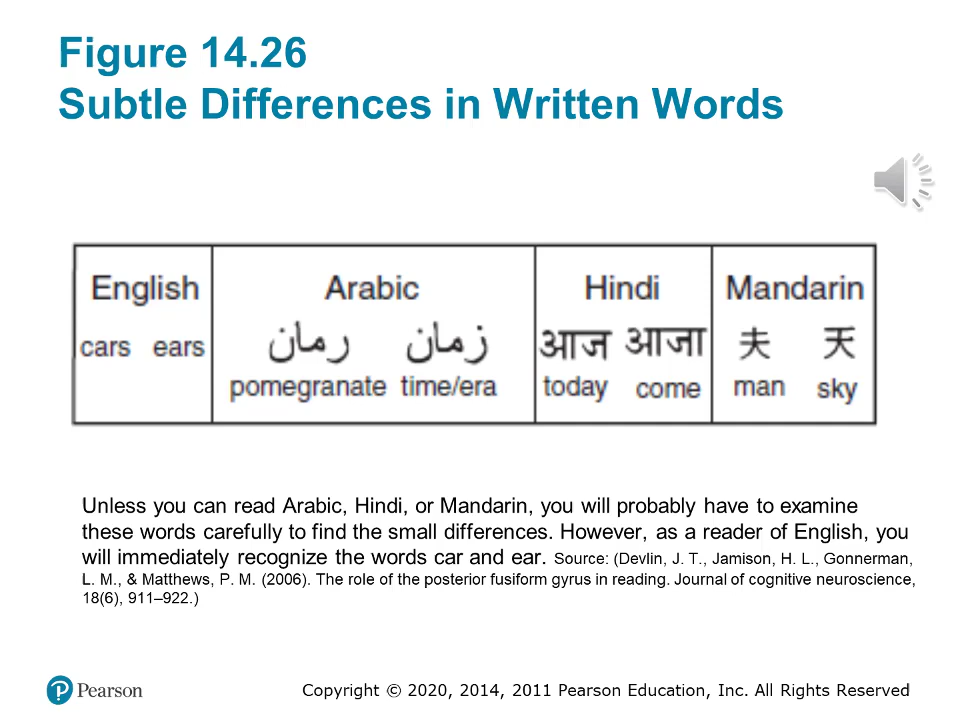 Figure 14.26
Subtle Differences in Written Words
English Arabic Hindi Mandarin
cars ears رمان زمان आज आजा 夫 天
pomegranate time/era today come man sky
Unless you can read Arabic, Hindi, or Mandarin, you will probably have to examine
these words carefully to find the small differences. However, as a reader of English, you
will immediately recognize the words car and ear. Source: (Devlin, J. T., Jamison, H. L., Gonnerman,
L. M., & Matthews, P. M. (2006). The role of the posterior fusiform gyrus in reading. Journal of cognitive neuroscience,
18(6), 911–922.)
P Pearson
Copyright © 2020, 2014, 2011 Pearson Education, Inc. All Rights Reserved